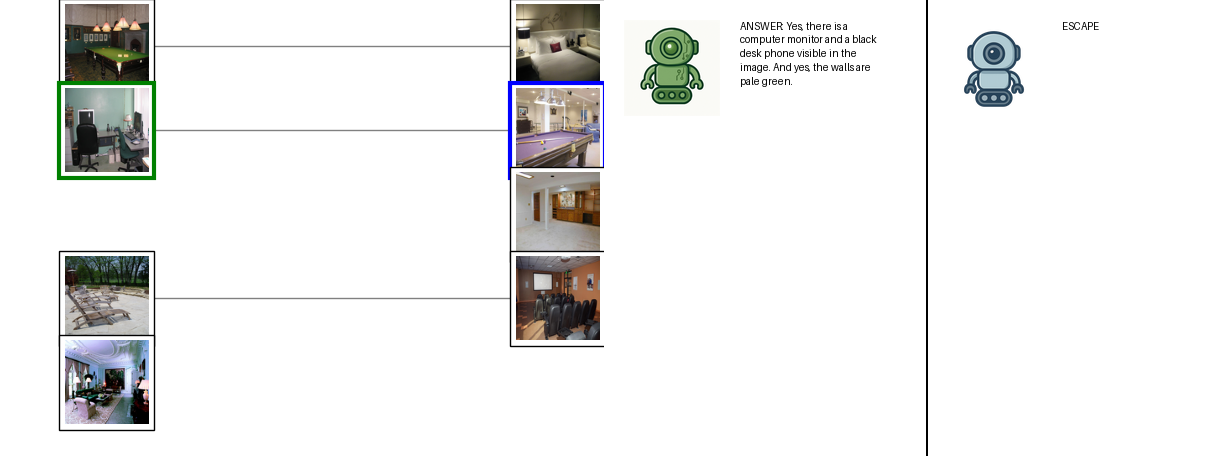 ANSWER: Yes, there is a
computer monitor and a black
desk phone visible in the
image. And yes, the walls are
pale green.
ESCAPE